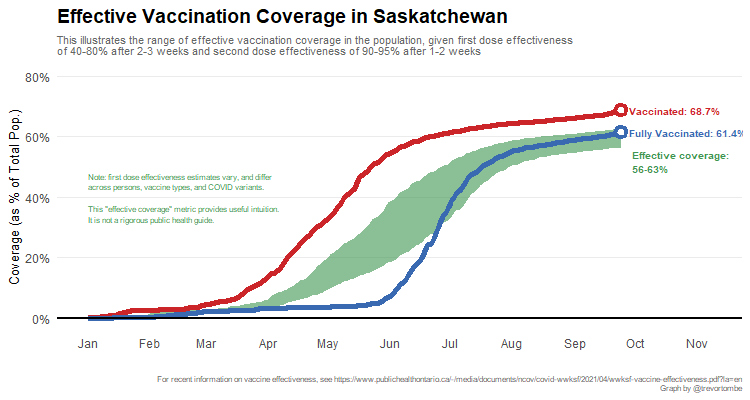 Effective Vaccination Coverage in Saskatchewan
This illustrates the range of effective vaccination coverage in the population, given first dose effectiveness
of 40-80% after 2-3 weeks and second dose effectiveness of 90-95% after 1-2 weeks
Coverage (as % of Total Pop.)
80%
60%
40%
20%
0%
Note: first dose effectiveness estimates vary, and differ
across persons, vaccine types, and COVID variants.
This "effective coverage" metric provides useful intuition.
It is not a rigorous public health guide.
Vaccinated: 68.7%
Fully Vaccinated: 61.4%
Effective coverage:
56-63%
Jan Feb Mar Apr May Jun Jul Aug Sep Oct Nov
For recent information on vaccine effectiveness, see https://www.publichealthontario.ca/-/media/documents/ncov/covid-wwksf/2021/04/wwksf-vaccine-effectiveness.pdf?la=en
Graph by @trevortombe